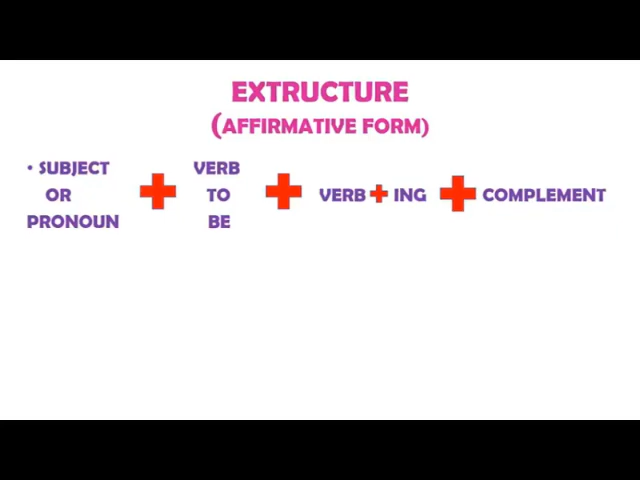 EXTRUCTURE
(AFFIRMATIVE FORM)
• SUBJECT OR PRONOUN + VERB TO BE + VERB + ING + COMPLEMENT